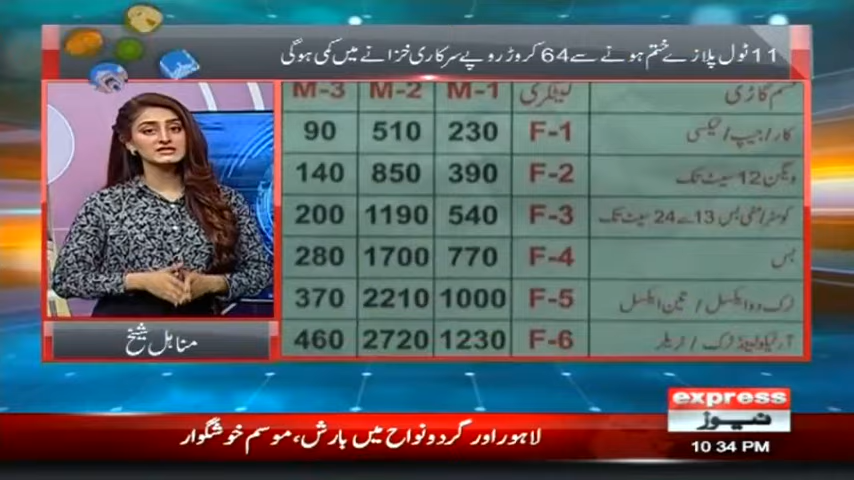 11 ٹول پلازے ختم ہونے سے 64 کروڑ روپے سرکاری خزانے میں کمی ہوگی
قسم گاڑی کیٹگری M-1 M-2 M-3
کار/جیپ/ٹیکسی F-1 230 510 90
ویگن 12 سیٹ تک F-2 390 850 140
کوسٹر/منی بس 13 سے 24 سیٹ تک F-3 540 1190 200
بس F-4 770 1700 280
ٹرک دو ایکسل / تین ایکسل F-5 1000 2210 370
آرٹیکولیٹڈ ٹرک / ٹریلر F-6 1230 2720 460
مناہل شیخ
express
نیوز
10:34 PM
لاہور اور گردونواح میں بارش، موسم خوشگوار